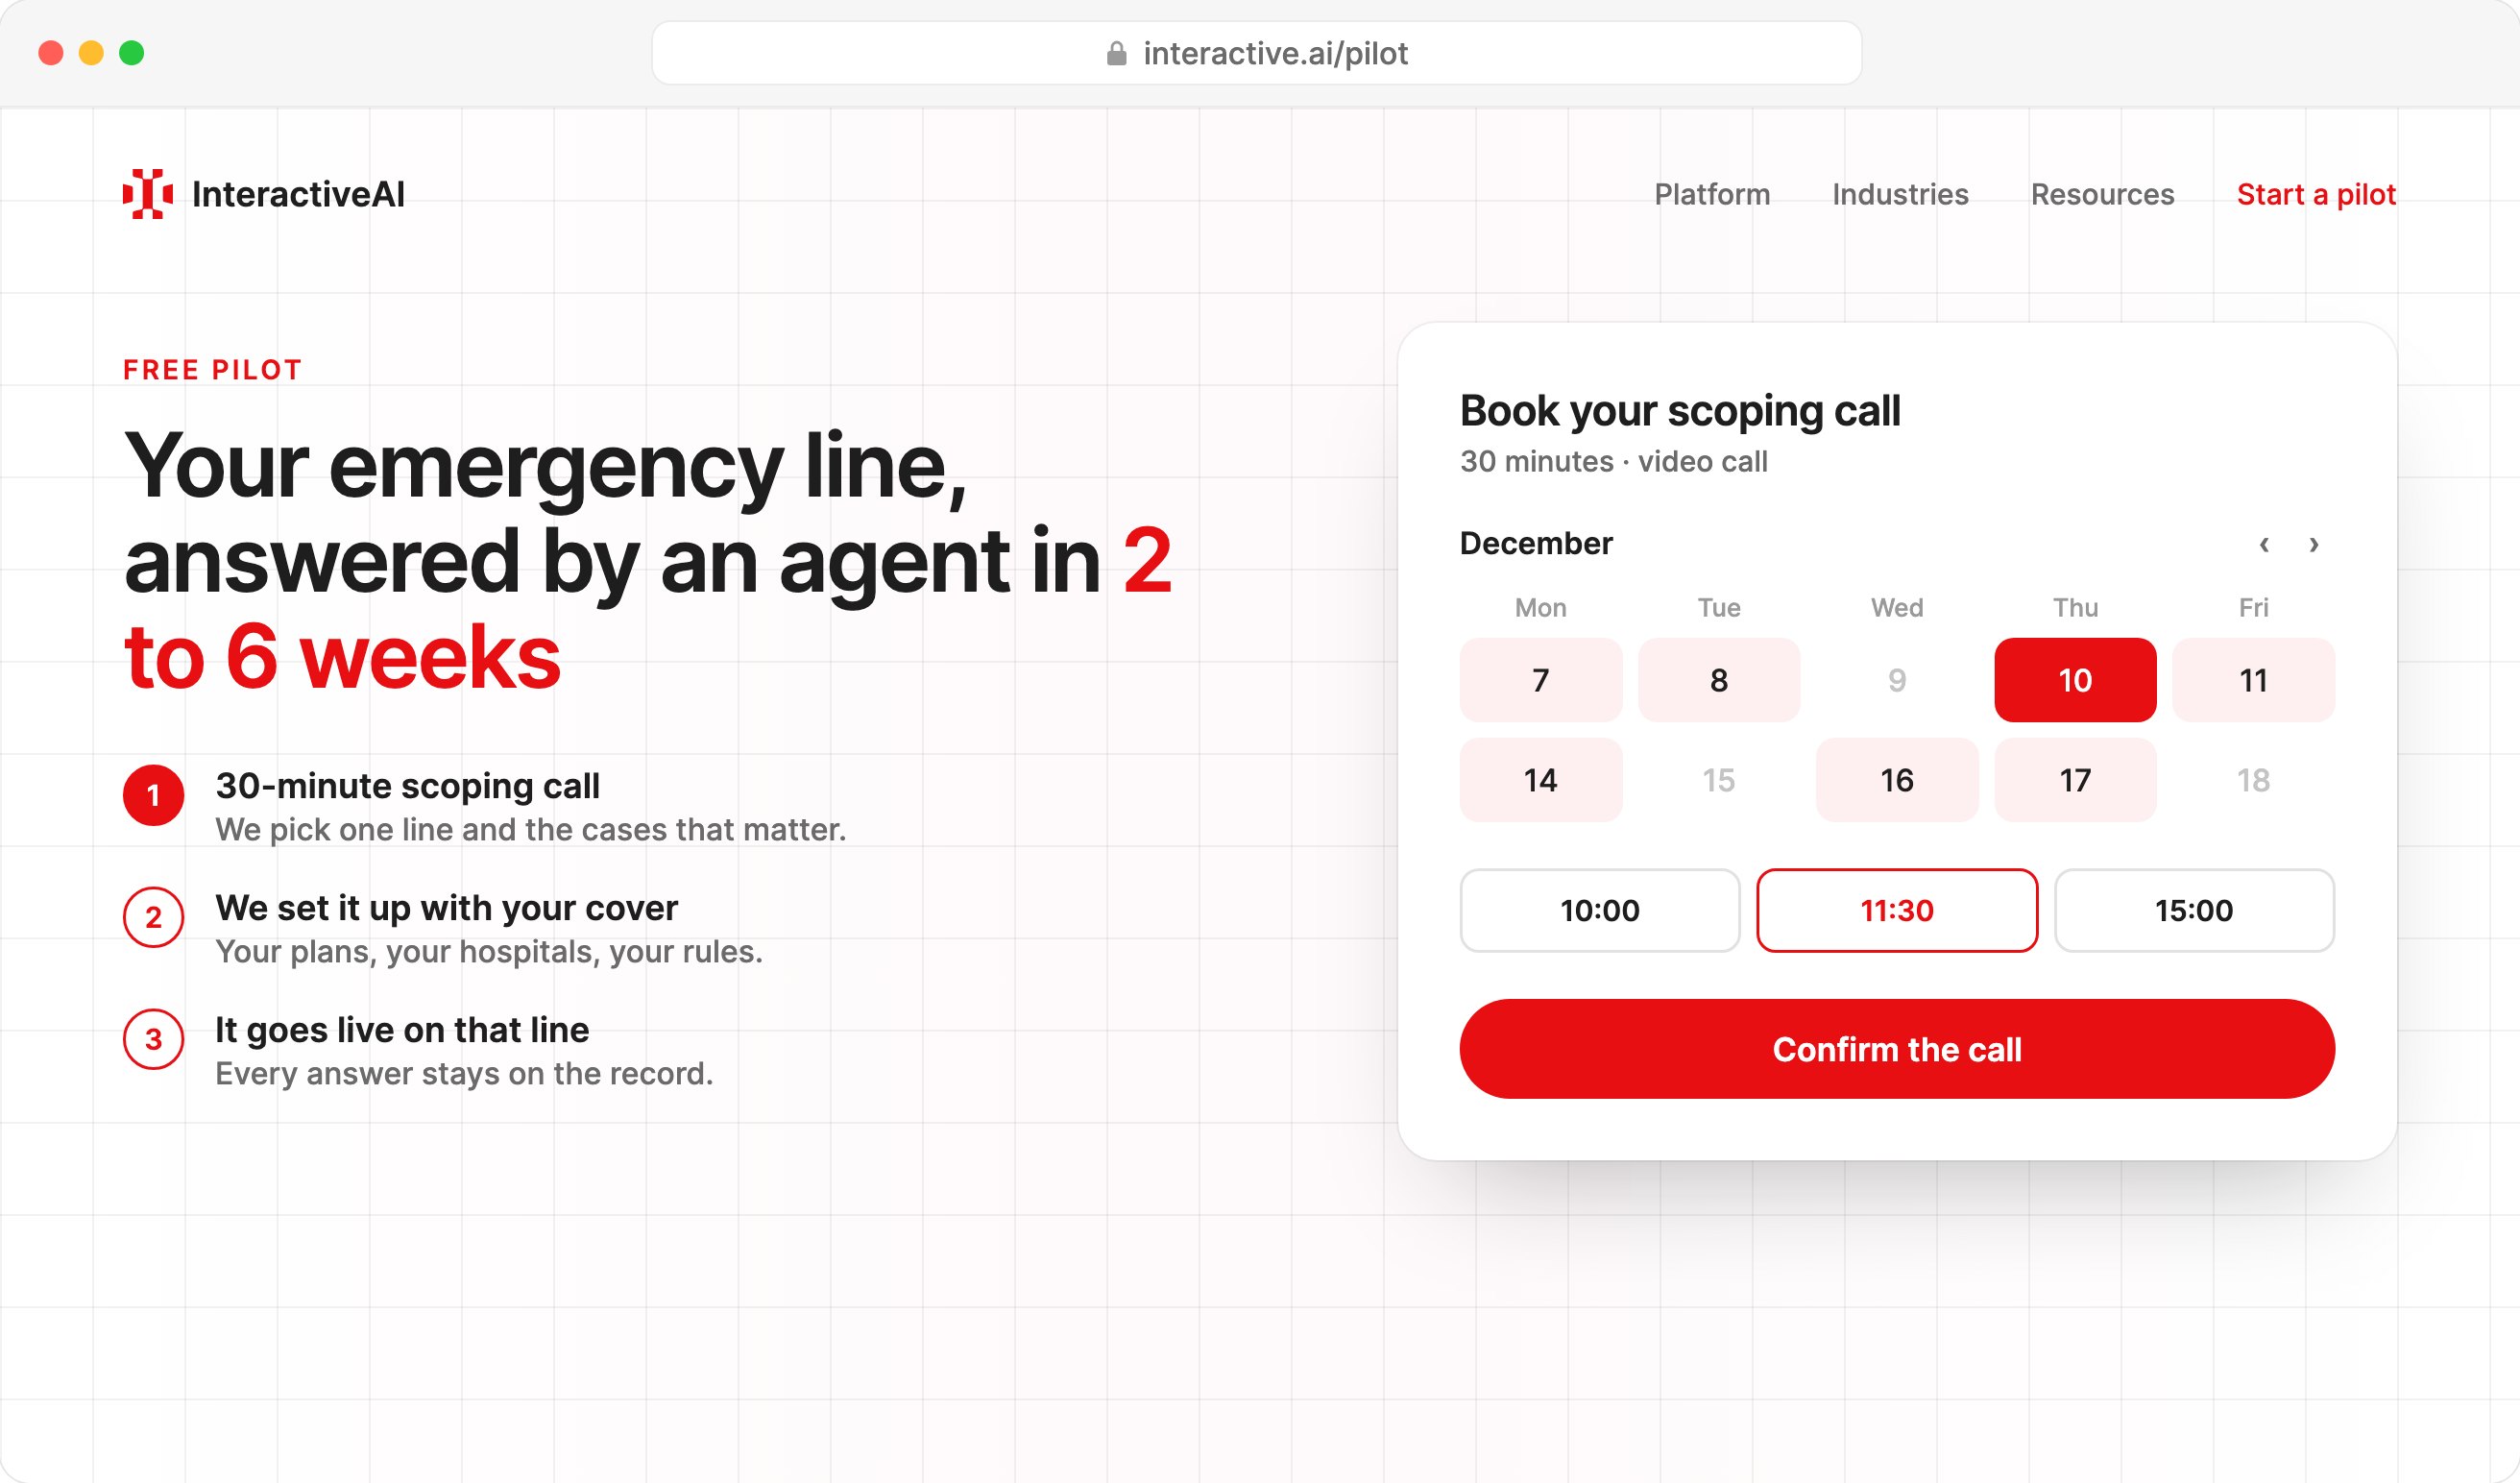 interactive.ai/pilot
InteractiveAI
Platform Industries Resources Start a pilot
FREE PILOT
Your emergency line,
answered by an agent in 2
to 6 weeks
1 30-minute scoping call
We pick one line and the cases that matter.
2 We set it up with your cover
Your plans, your hospitals, your rules.
3 It goes live on that line
Every answer stays on the record.
Book your scoping call
30 minutes · video call
December ‹ ›
Mon Tue Wed Thu Fri
7 8 9 10 11
14 15 16 17 18
10:00 11:30 15:00
Confirm the call